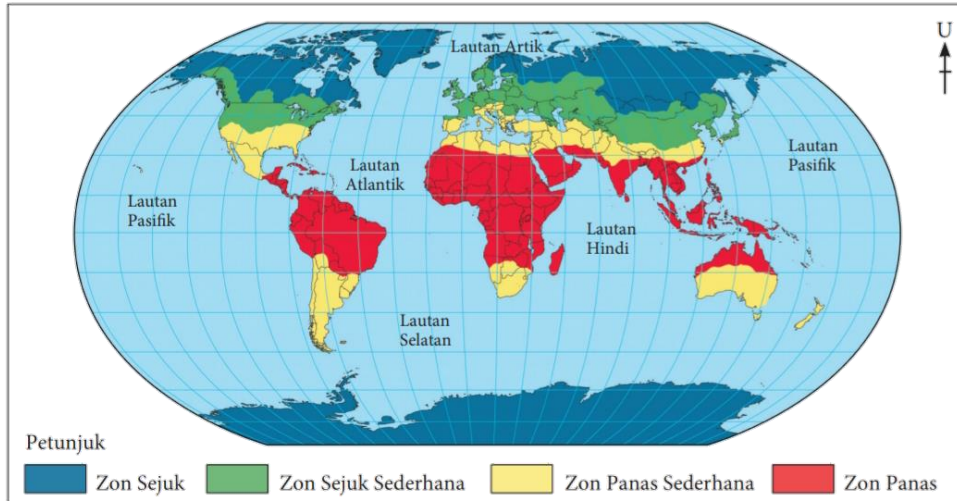 U
Lautan Artik
Lautan
Pasifik
Lautan
Atlantik
Lautan
Pasifik
Lautan
Hindi
Lautan
Selatan
Petunjuk
Zon Sejuk
Zon Sejuk Sederhana
Zon Panas Sederhana
Zon Panas